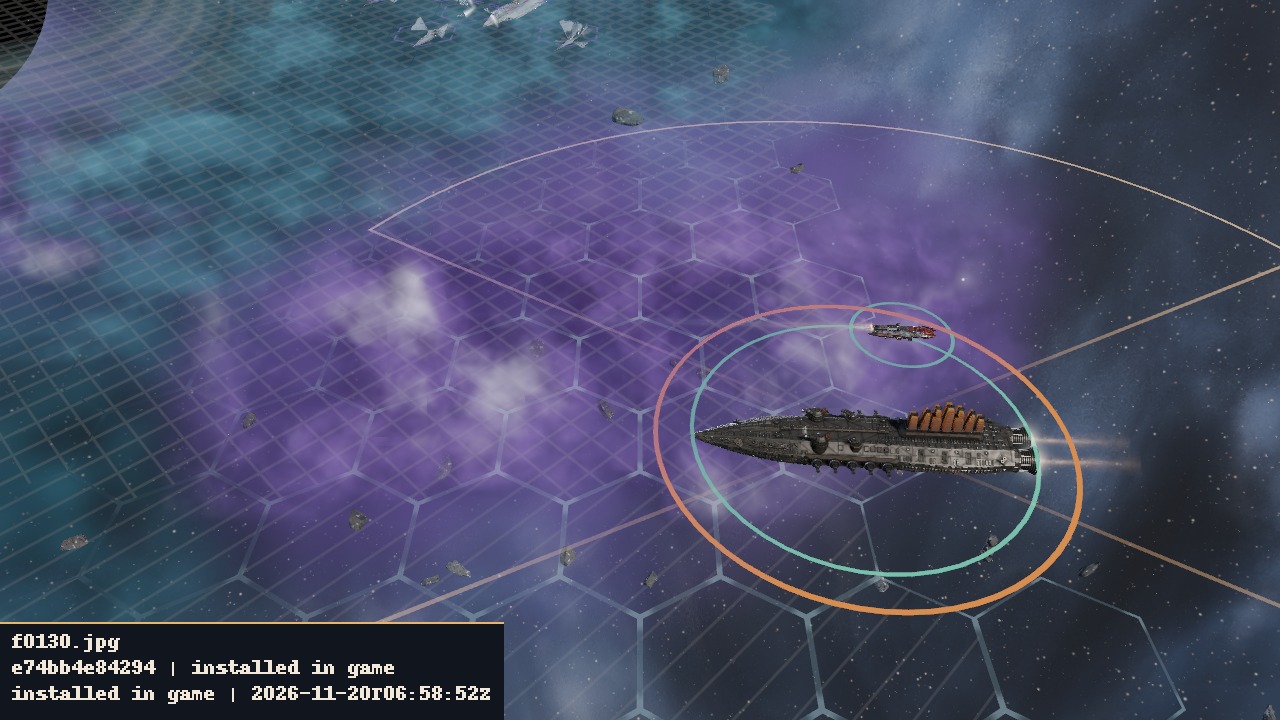 f0130.jpg
e74bb4e84294 | installed in game
installed in game | 2026-11-20T06:58:52z